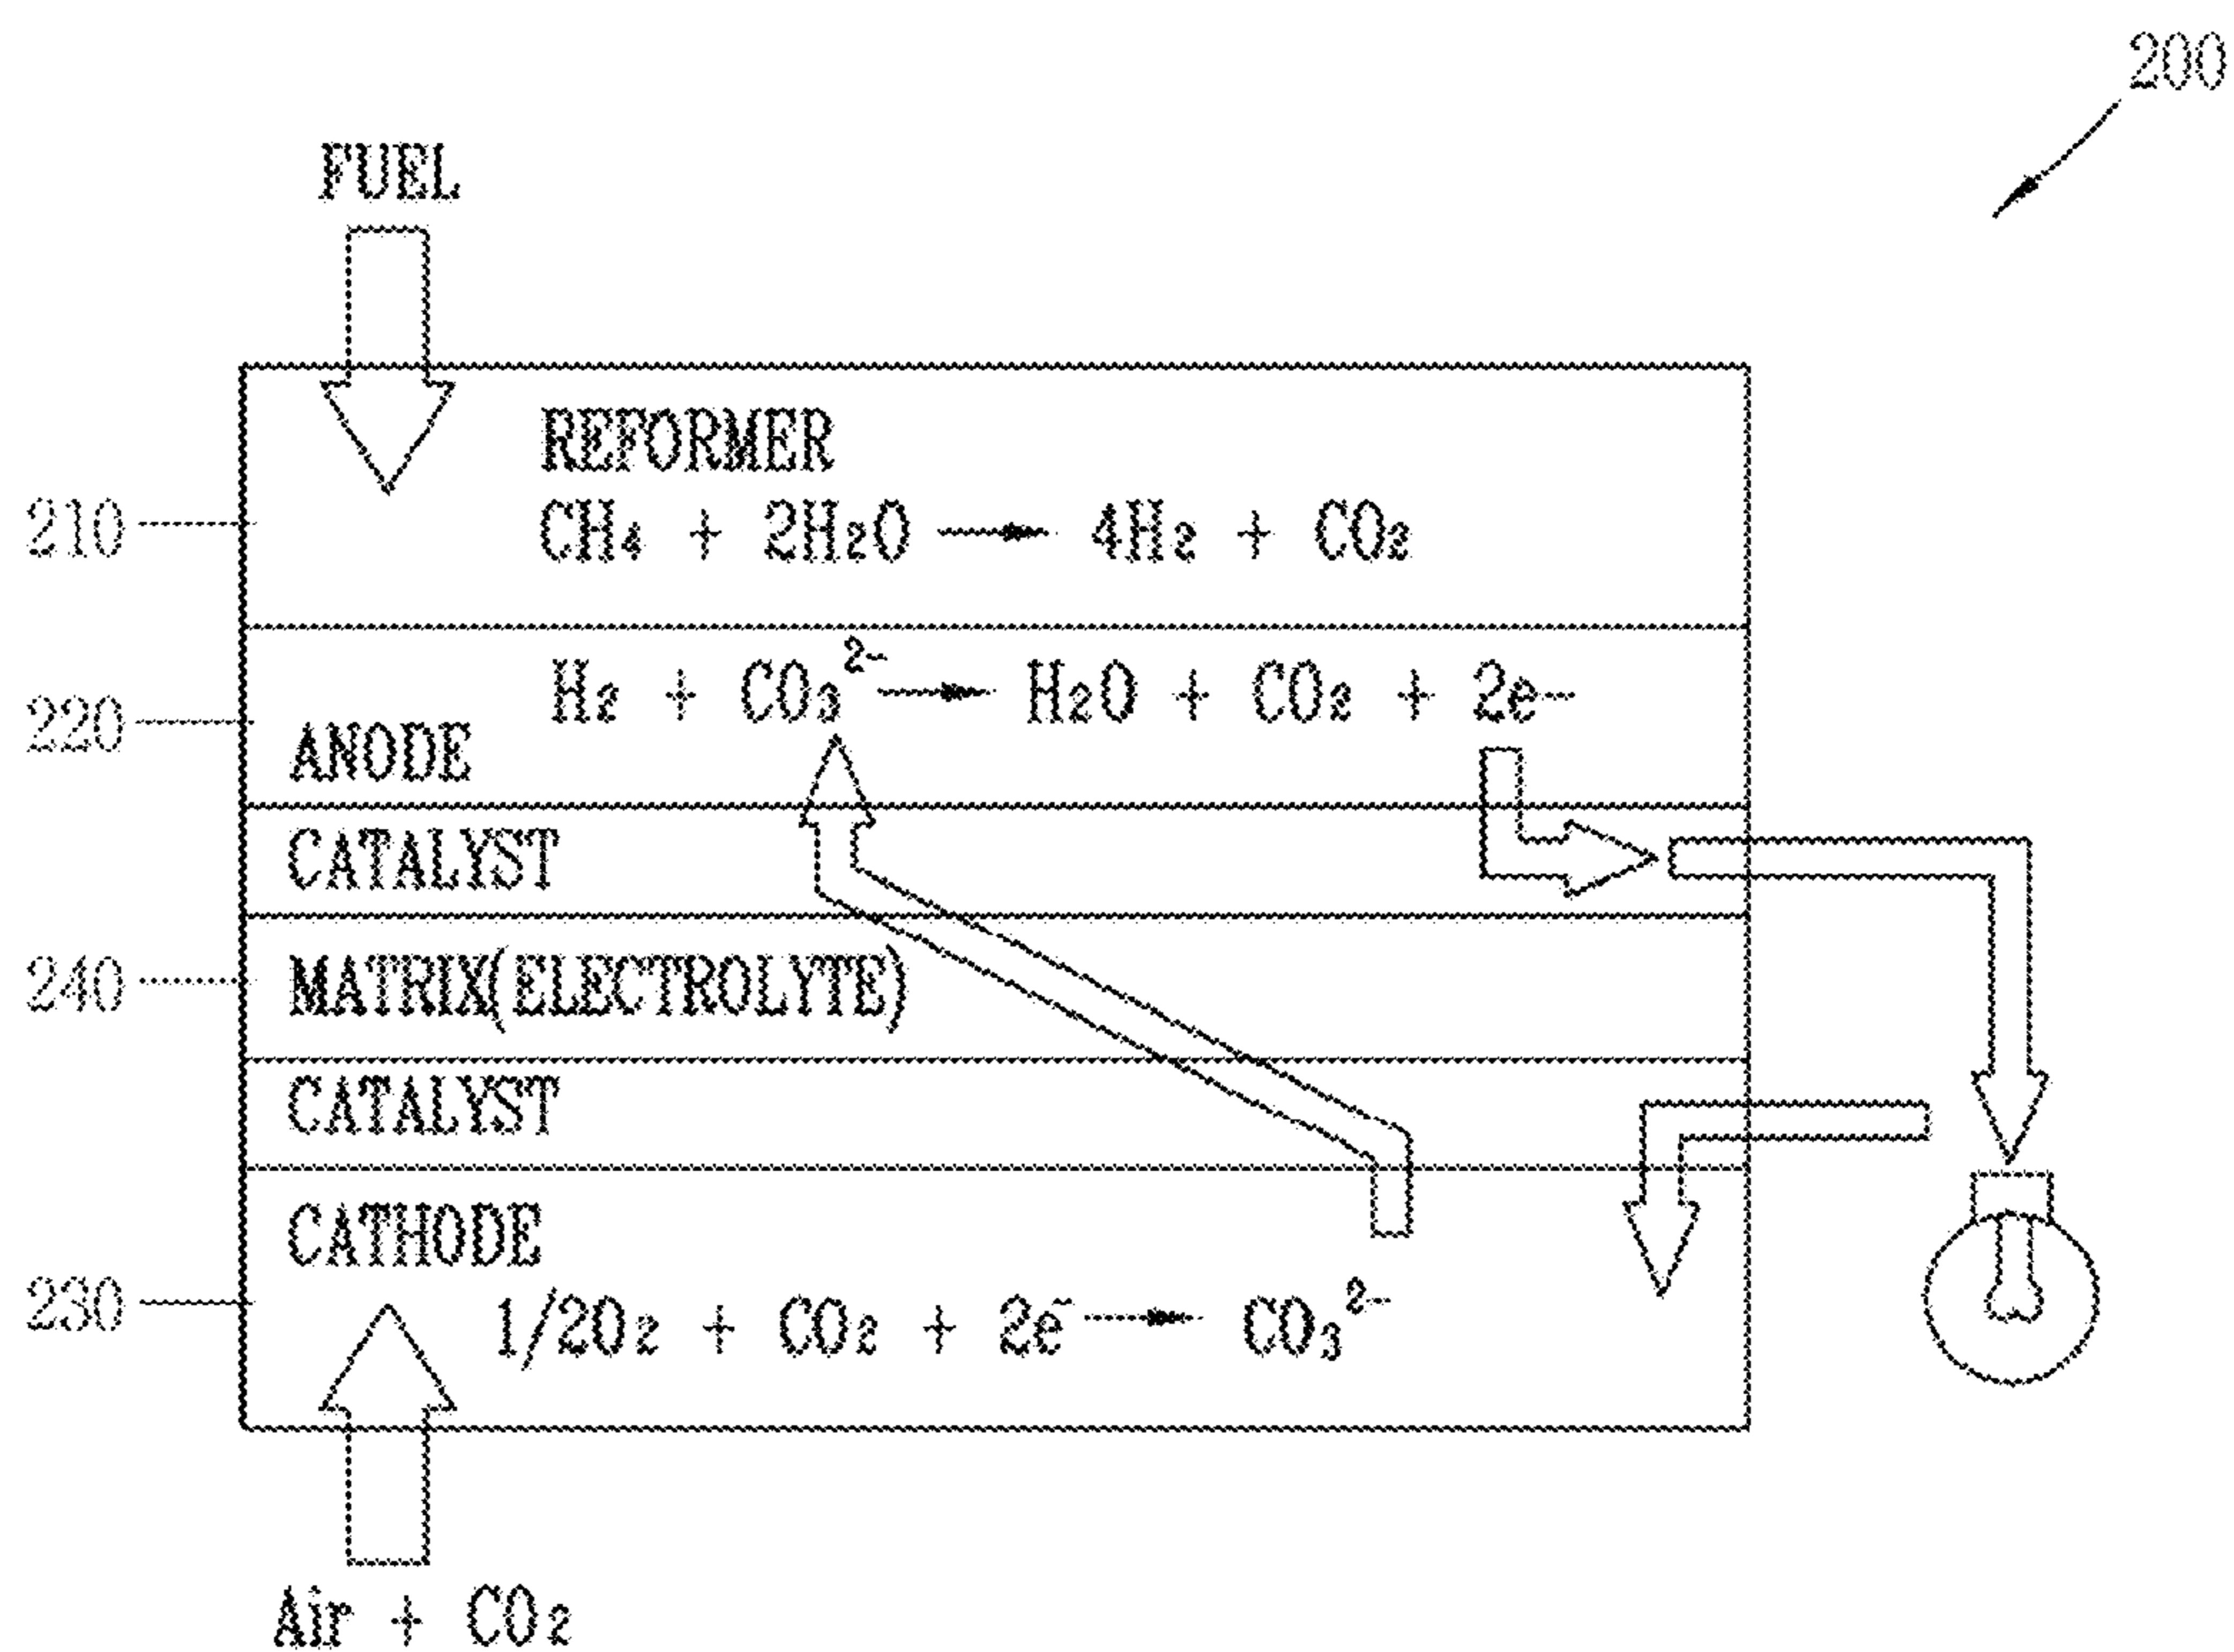 200
FUEL
REFORMER
210
CH₄ + 2H₂O → 4H₂ + CO₂
H₂ + CO₃²⁻ → H₂O + CO₂ + 2e-
220
ANODE
CATALYST
240
MATRIX(ELECTROLYTE)
CATALYST
CATHODE
230
1/2O₂ + CO₂ + 2e⁻ → CO₃²⁻
Air + CO₂